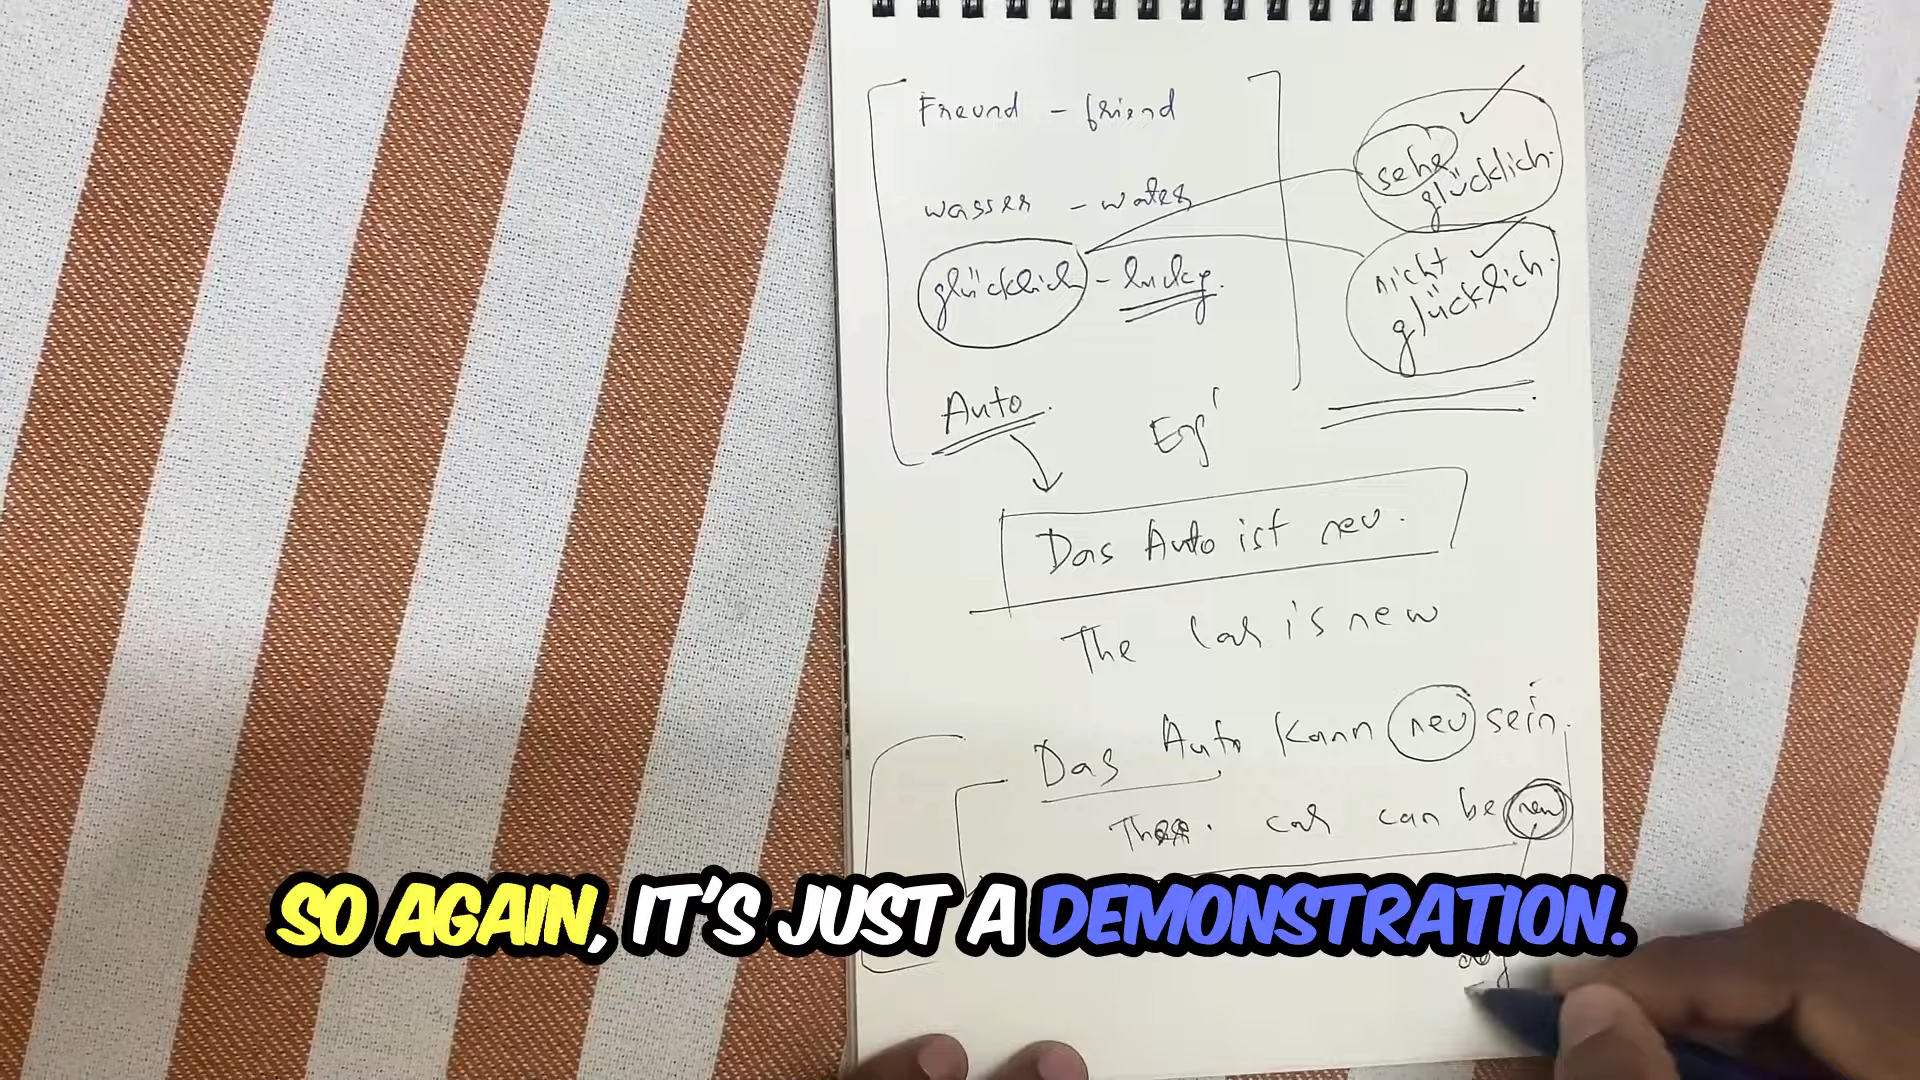 Freund - friend
wasser - water
glücklich - lucky.
sehr
glücklich.
nicht
glücklich.
Auto.
Das Auto ist neu.
The car is new
Das Auto kann neu sein.
car can be new
SO AGAIN, IT'S JUST A DEMONSTRATION.